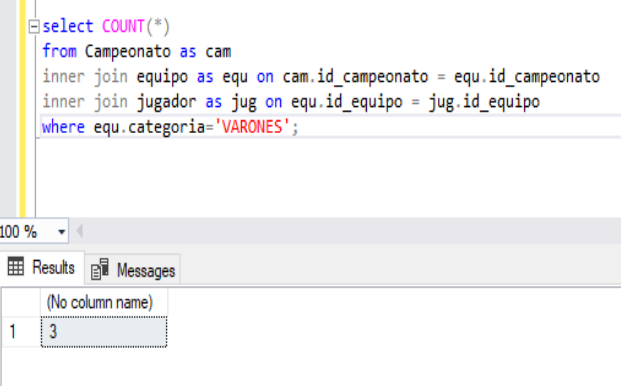 select COUNT(*)
from Campeonato as cam
inner join equipo as equ on cam.id_campeonato = equ.id_campeonato
inner join jugador as jug on equ.id_equipo = jug.id_equipo
where equ.categoria='VARONES';
100 %
Results Messages
(No column name)
1 3